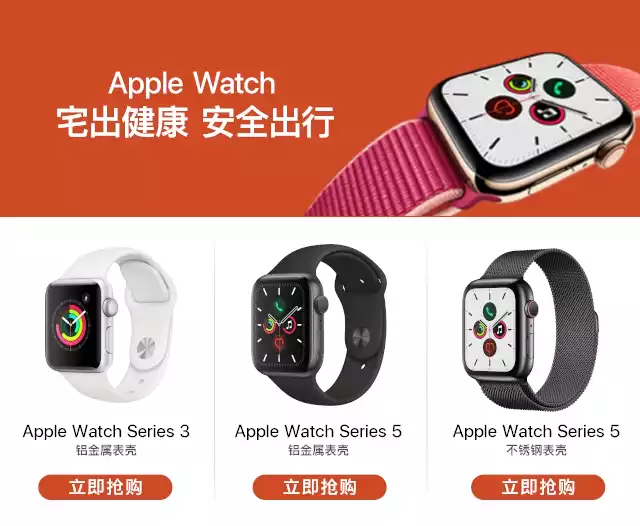 Apple Watch
宅出健康 安全出行
Apple Watch Series 3
铝金属表壳
立即抢购
Apple Watch Series 5
铝金属表壳
立即抢购
Apple Watch Series 5
不锈钢表壳
立即抢购